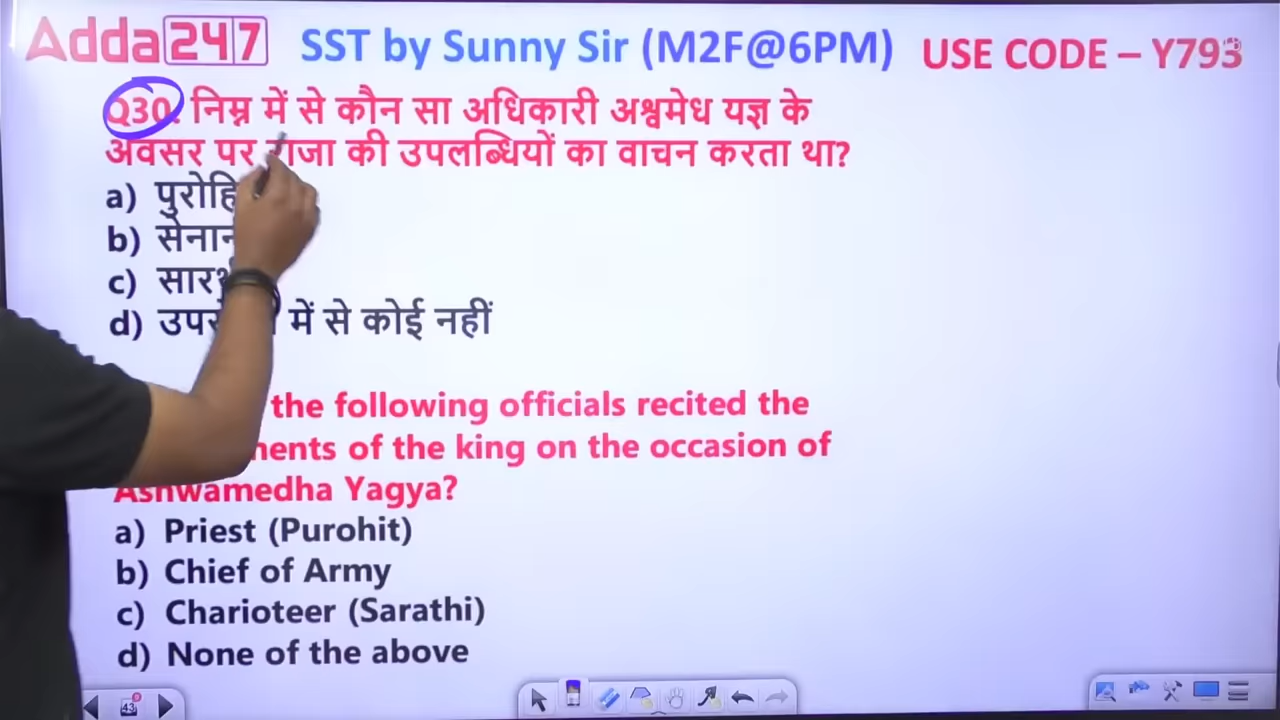 Adda247 SST by Sunny Sir (M2F@6PM) USE CODE – Y793
Q30. निम्न में से कौन सा अधिकारी अश्वमेध यज्ञ के
अवसर पर की उपलब्धियों का वाचन करता था?
a)
b)
c)
d) में से कोई नहीं
the following officials recited the
of the king on the occasion of
Ashwamedha Yagya?
a) Priest (Purohit)
b) Chief of Army
c) Charioteer (Sarathi)
d) None of the above
43